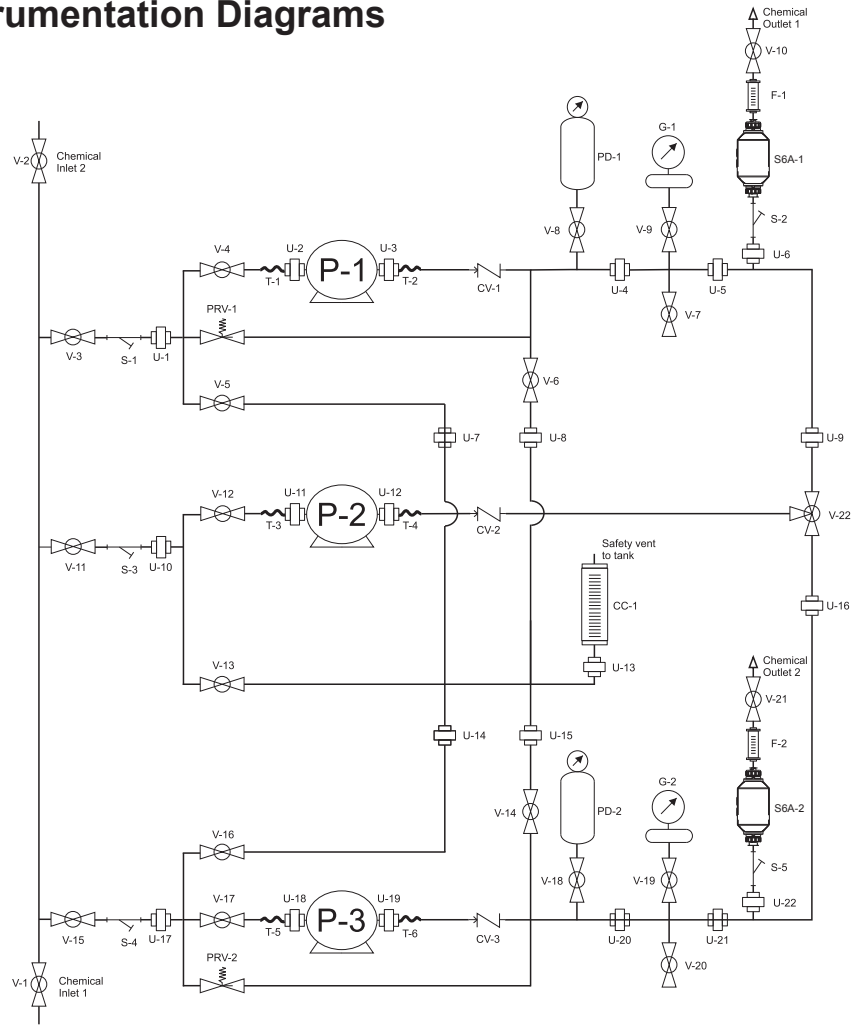 rumentation Diagrams
Chemical
Outlet 1
V-10
F-1
G-1
PD-1
S6A-1
V-2
Chemical
Inlet 2
S-2
V-8
V-9
U-6
V-4
U-2
U-3
P-1
T-1
T-2
CV-1
U-4
U-5
PRV-1
V-7
V-3
S-1
U-1
V-5
V-6
U-7
U-8
U-9
V-12
U-11
U-12
P-2
T-3
T-4
CV-2
V-22
V-11
S-3
U-10
Safety vent
to tank
CC-1
U-16
V-13
U-13
Chemical
Outlet 2
V-21
U-14
U-15
F-2
G-2
V-14
PD-2
S6A-2
V-16
S-5
V-18
V-19
V-17
U-18
U-19
U-22
P-3
T-5
T-6
V-15
S-4
U-17
CV-3
U-20
U-21
PRV-2
V-20
V-1
Chemical
Inlet 1